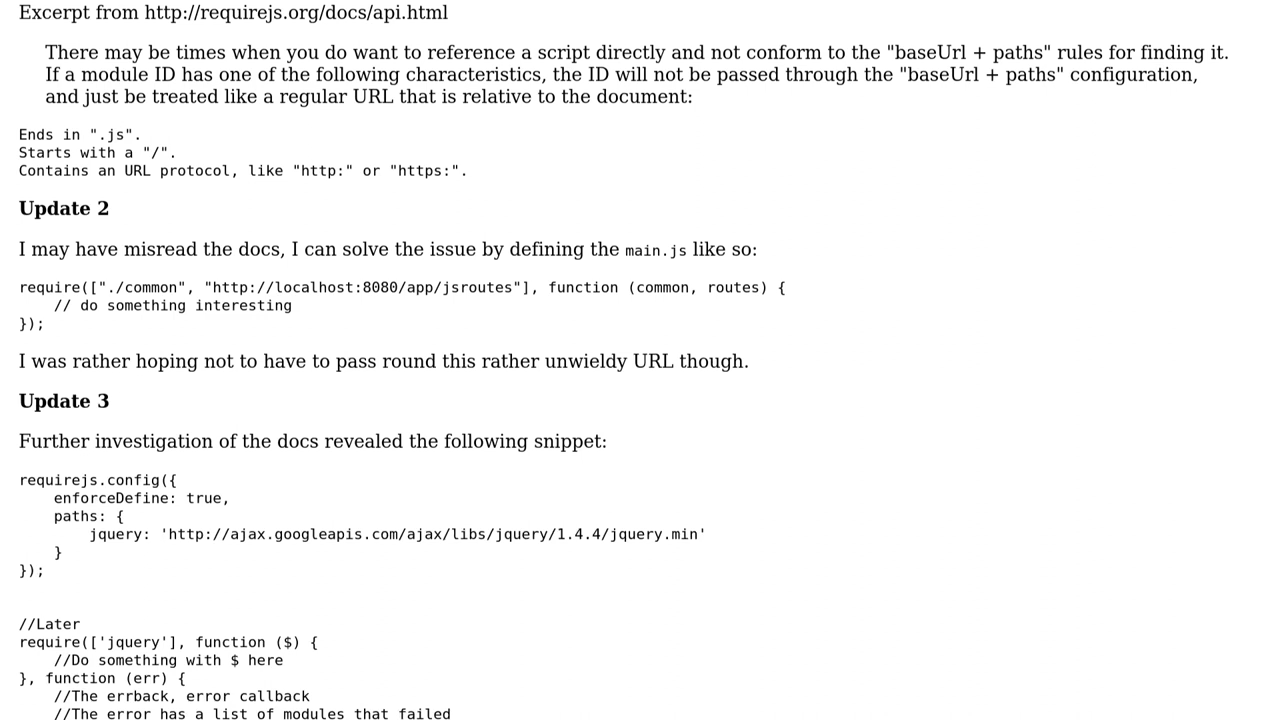 Excerpt from http://requirejs.org/docs/api.html
There may be times when you do want to reference a script directly and not conform to the "baseUrl + paths" rules for finding it.
If a module ID has one of the following characteristics, the ID will not be passed through the "baseUrl + paths" configuration,
and just be treated like a regular URL that is relative to the document:
Ends in ".js".
Starts with a "/".
Contains an URL protocol, like "http:" or "https:".
Update 2
I may have misread the docs, I can solve the issue by defining the main.js like so:
require(["./common", "http://localhost:8080/app/jsroutes"], function (common, routes) {
    // do something interesting
});
I was rather hoping not to have to pass round this rather unwieldy URL though.
Update 3
Further investigation of the docs revealed the following snippet:
requirejs.config({
    enforceDefine: true,
    paths: {
        jquery: 'http://ajax.googleapis.com/ajax/libs/jquery/1.4.4/jquery.min'
    }
});
//Later
require(['jquery'], function ($) {
    //Do something with $ here
}, function (err) {
    //The errback, error callback
    //The error has a list of modules that failed